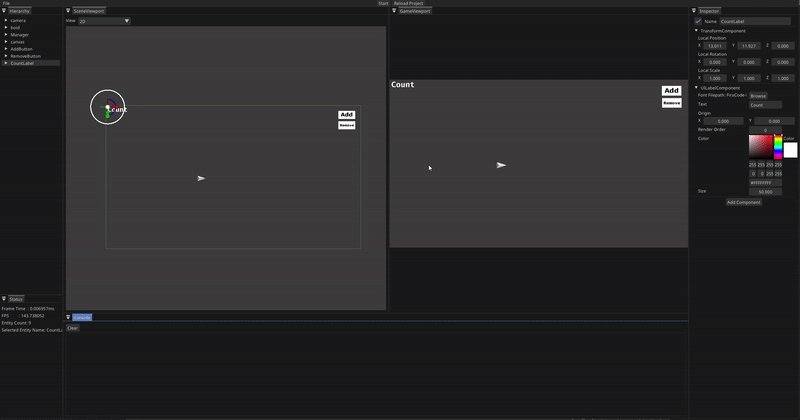 File
Start
Reload Project
Hierarchy
camera
boid
Manager
canvas
AddButton
RemoveButton
CountLabel
SceneViewport
View
2D
Count
Add
Remove
GameViewport
Count
Add
Remove
Inspector
Name
CountLabel
TransformComponent
Local Position
X 13.011 Y 11.927 Z 0.000
Local Rotation
X 0.000 Y 0.000 Z 0.000
Local Scale
X 1.000 Y 1.000 Z 1.000
UILabelComponent
Font Filepath: FiraCode-
Browse
Text
Count
Origin
X 0.000 Y 0.000
Render Order
0
Color
Color
255 255 255 255
0 0 255 255
#FFFFFFFF
Size
50.000
Add Component
Status
Frame Time : 0.006957ms
FPS : 143.738052
Entity Count: 9
Selected Entity Name: CountLa
Console
Clear